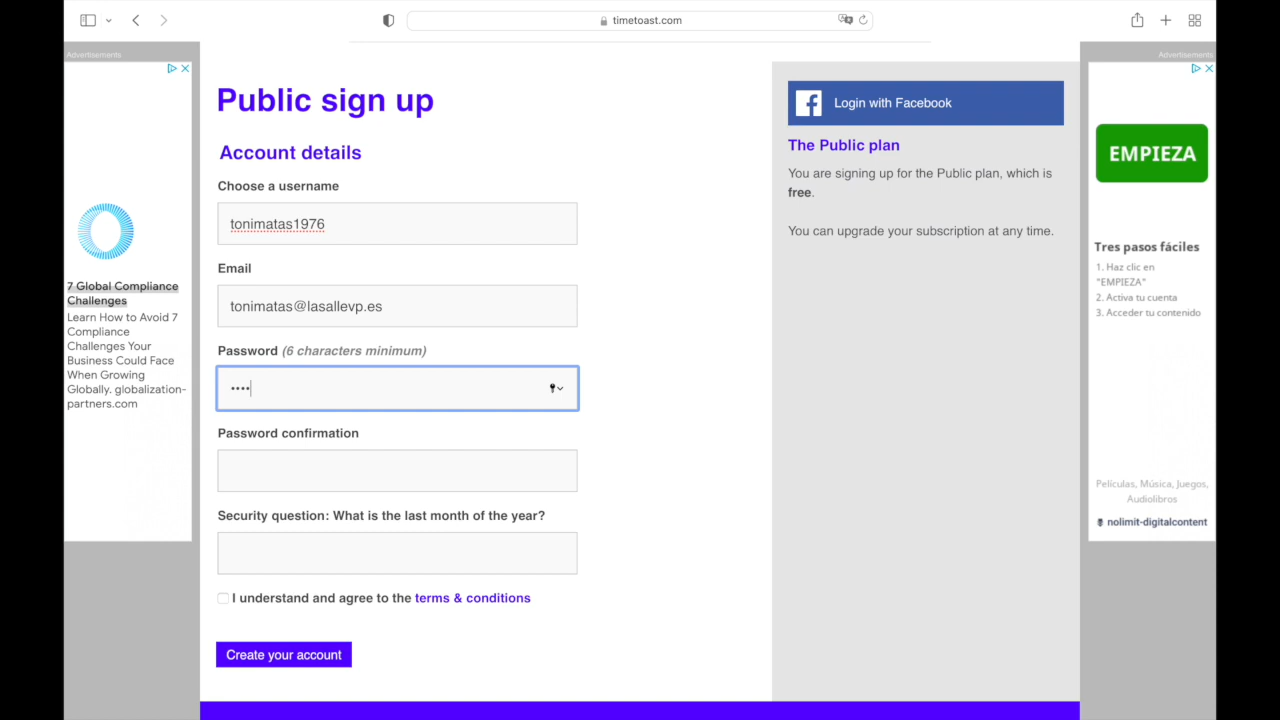 timetoast.com
Advertisements
7 Global Compliance
Challenges
Learn How to Avoid 7
Compliance
Challenges Your
Business Could Face
When Growing
Globally. globalization-
partners.com
Public sign up
Account details
Choose a username
tonimatas1976
Email
tonimatas@lasallevp.es
Password (6 characters minimum)
••••
Password confirmation
Security question: What is the last month of the year?
I understand and agree to the terms & conditions
Create your account
Login with Facebook
The Public plan
You are signing up for the Public plan, which is
free.
You can upgrade your subscription at any time.
Advertisements
EMPIEZA
Tres pasos fáciles
1. Haz clic en
"EMPIEZA"
2. Activa tu cuenta
3. Acceder tu contenido
Películas, Música, Juegos,
Audiolibros
nolimit-digitalcontent